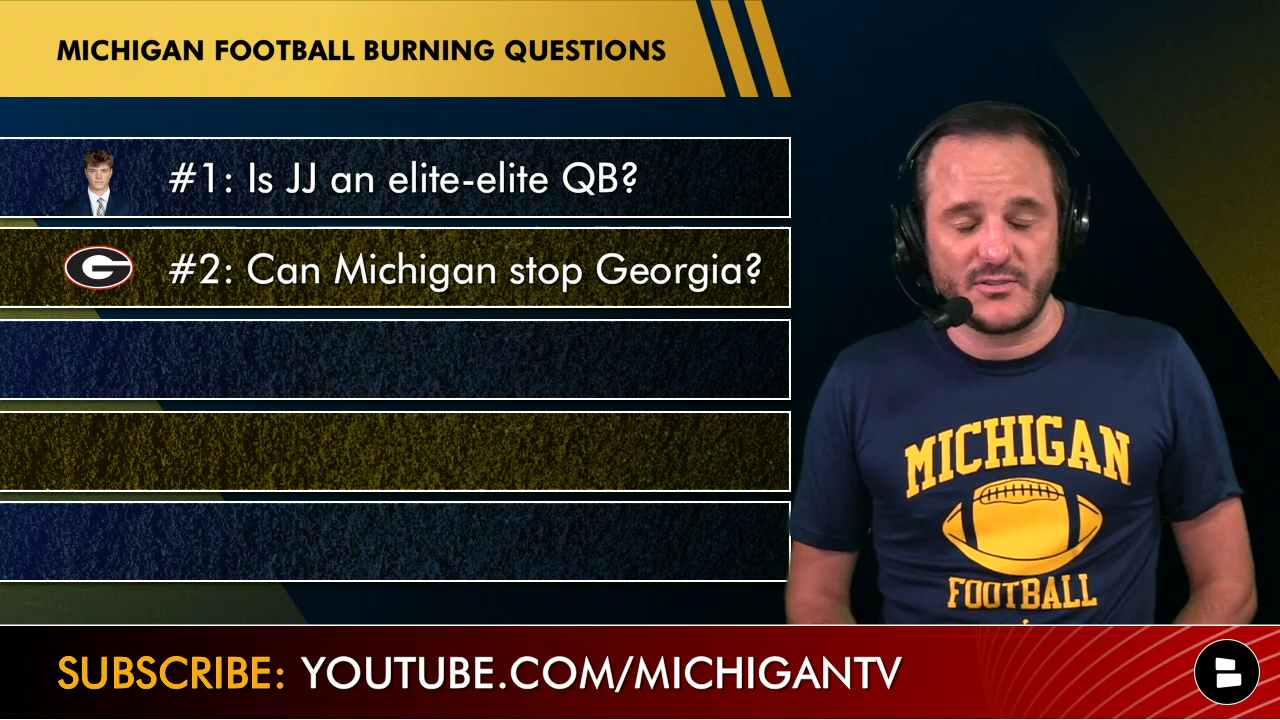 MICHIGAN FOOTBALL BURNING QUESTIONS
#1: Is JJ an elite-elite QB?
G
#2: Can Michigan stop Georgia?
MICHIGAN
FOOTBALL
SUBSCRIBE: YOUTUBE.COM/MICHIGANTV